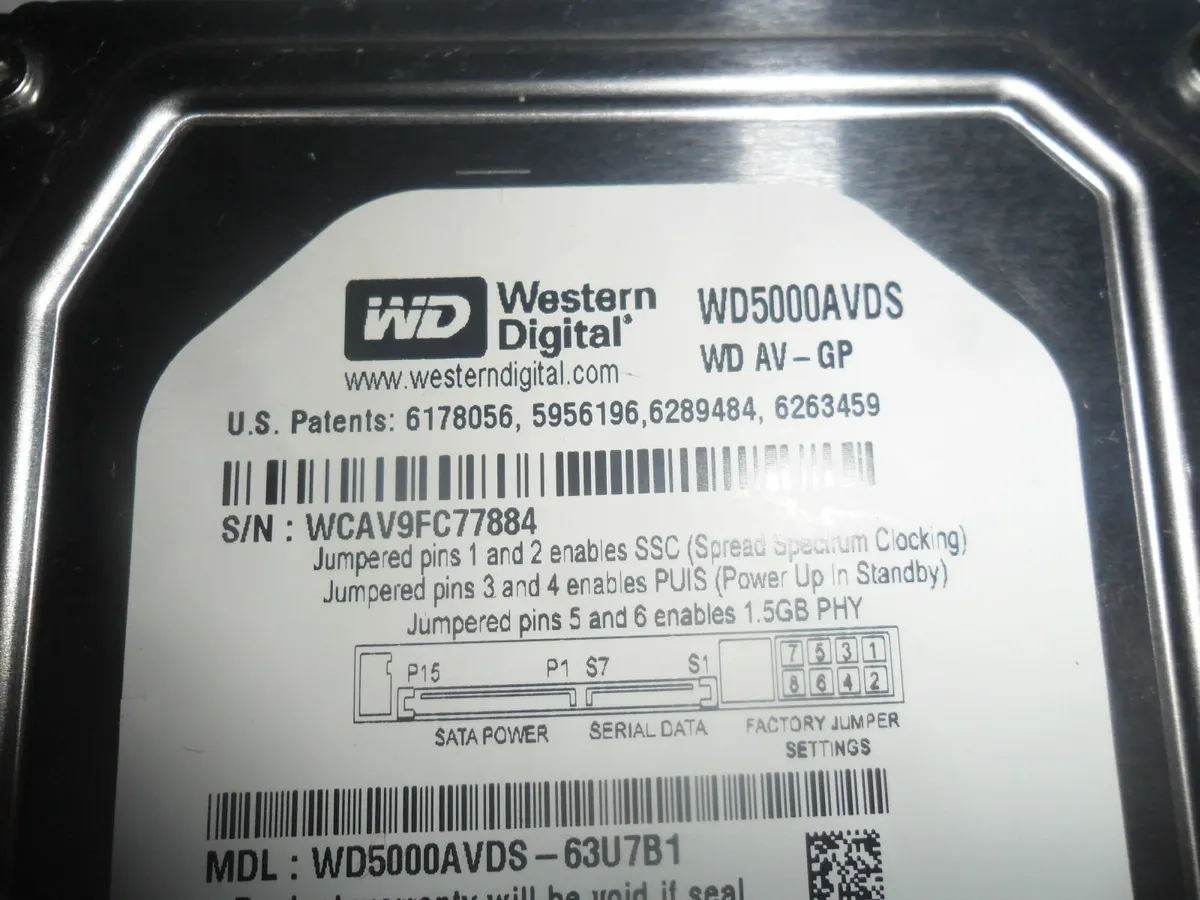 WD Western Digital® WD5000AVDS
WD AV-GP
www.westerndigital.com
U.S. Patents: 6178056, 5956196,6289484, 6263459
S/N : WCAV9FC77884
Jumpered pins 1 and 2 enables SSC (Spread Spectrum Clocking)
Jumpered pins 3 and 4 enables PUIS (Power Up In Standby)
Jumpered pins 5 and 6 enables 1.5GB PHY
P15 P1 S7 S1
7 5 3 1
8 6 4 2
SATA POWER SERIAL DATA FACTORY JUMPER
SETTINGS
MDL : WD5000AVDS – 63U7B1
warranty will be void if seal